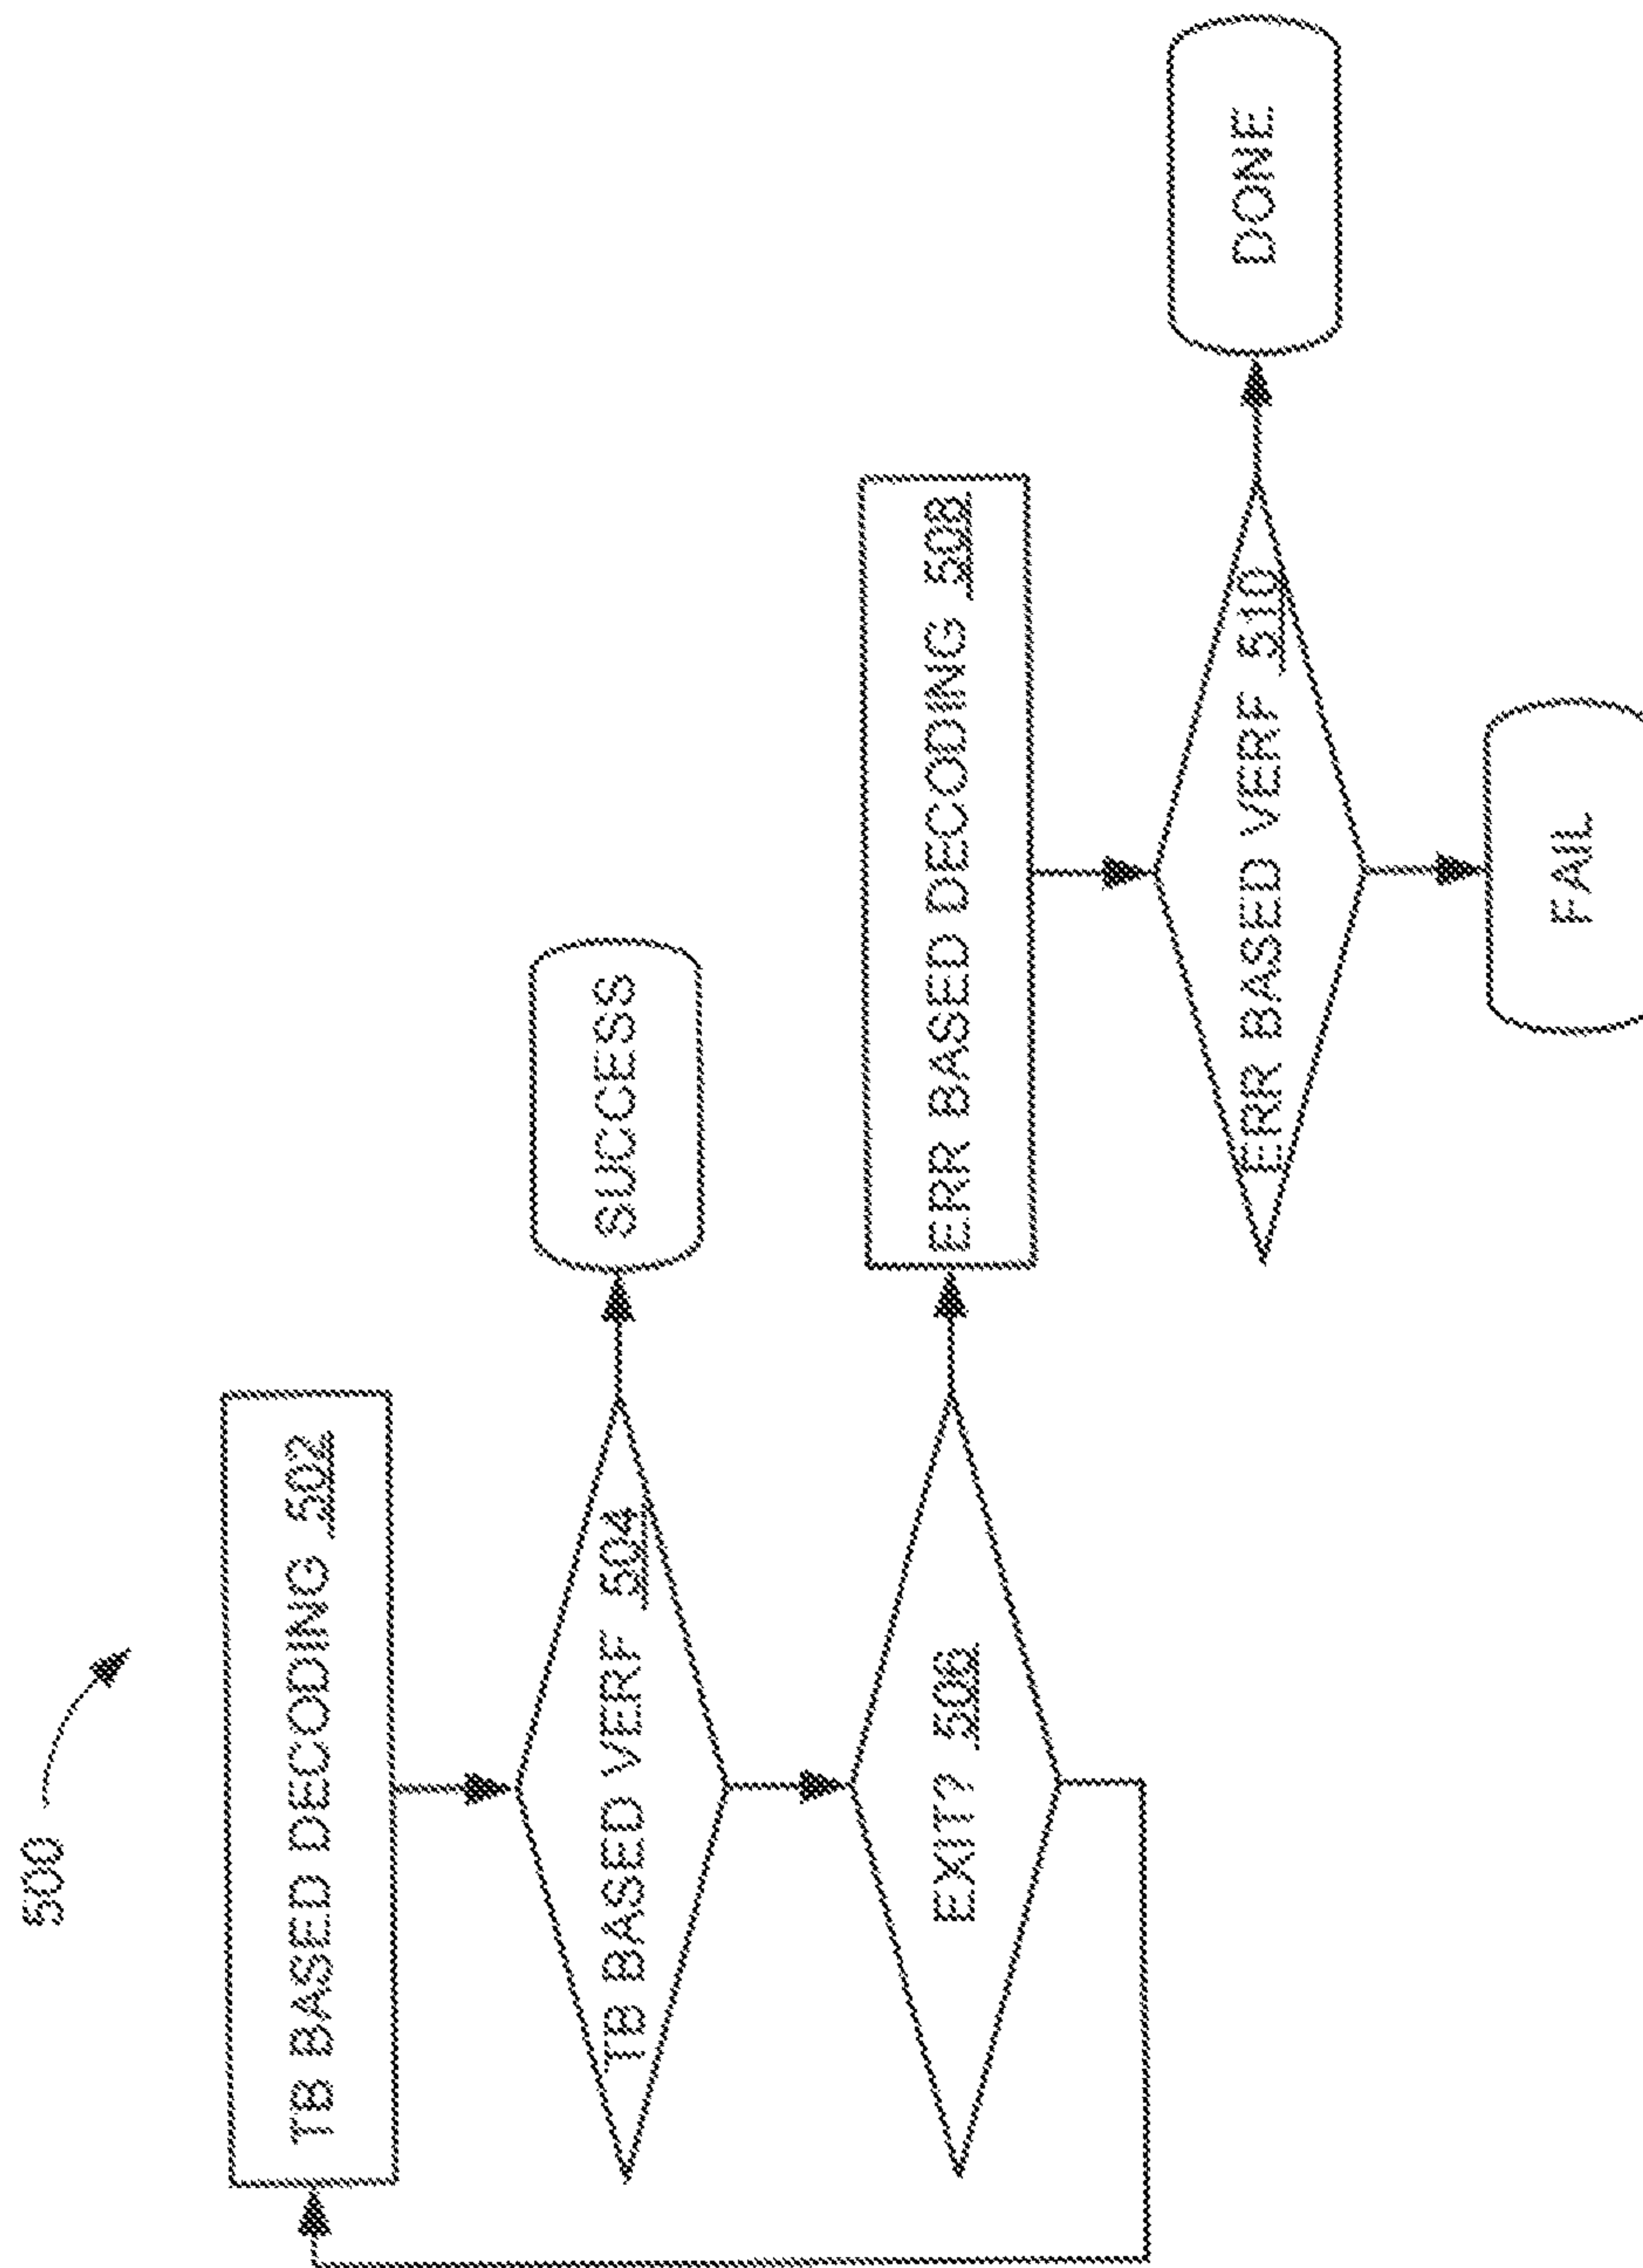 500
TB BASED DECODING 502
TB BASED VERF 504
SUCCESS
EXIT? 506
ERR BASED DECODING 508
ERR BASED VERF 510
DONE
FAIL